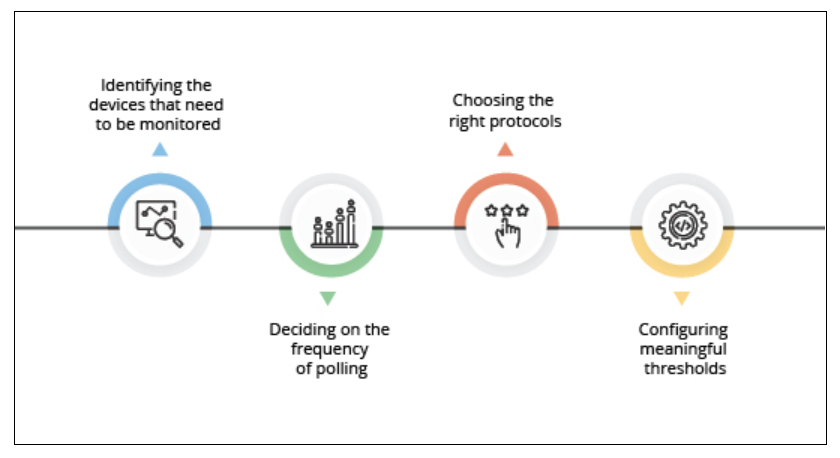 Identifying the
devices that need
to be monitored
Deciding on the
frequency
of polling
Choosing the
right protocols
Configuring
meaningful
thresholds